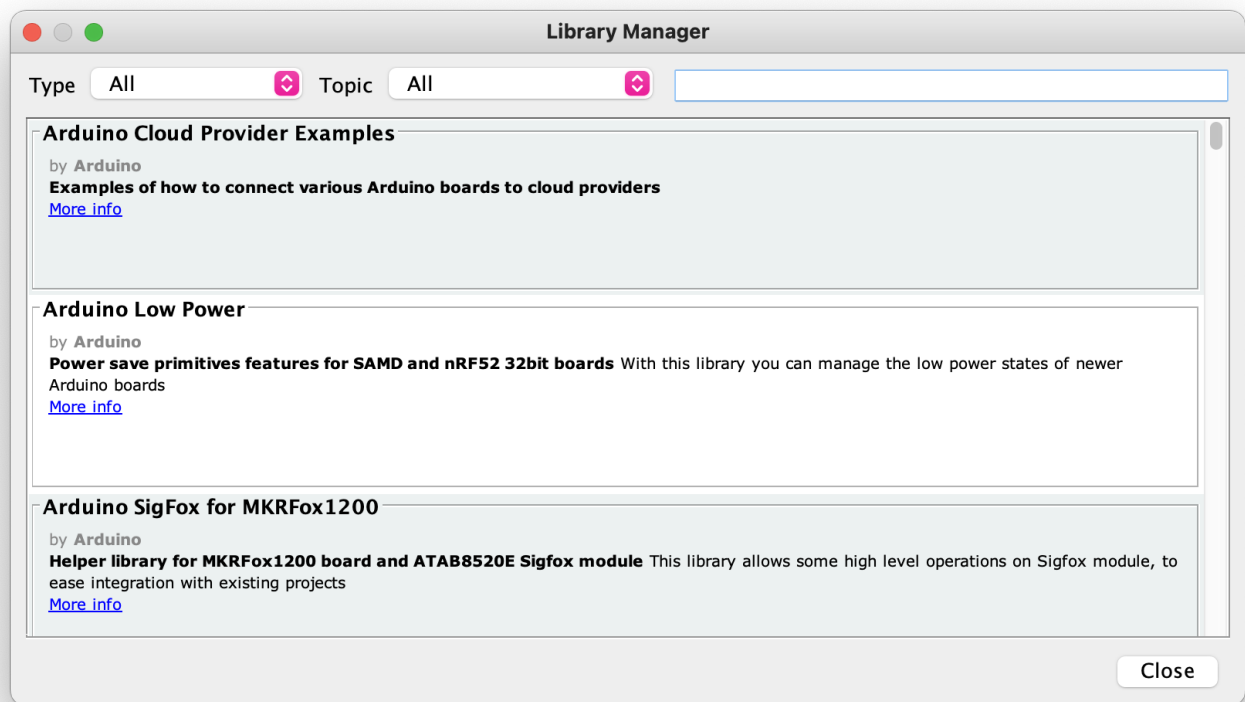 Library Manager
Type All Topic All
Arduino Cloud Provider Examples
by Arduino
Examples of how to connect various Arduino boards to cloud providers
More info
Arduino Low Power
by Arduino
Power save primitives features for SAMD and nRF52 32bit boards With this library you can manage the low power states of newer
Arduino boards
More info
Arduino SigFox for MKRFox1200
by Arduino
Helper library for MKRFox1200 board and ATAB8520E Sigfox module This library allows some high level operations on Sigfox module, to
ease integration with existing projects
More info
Close